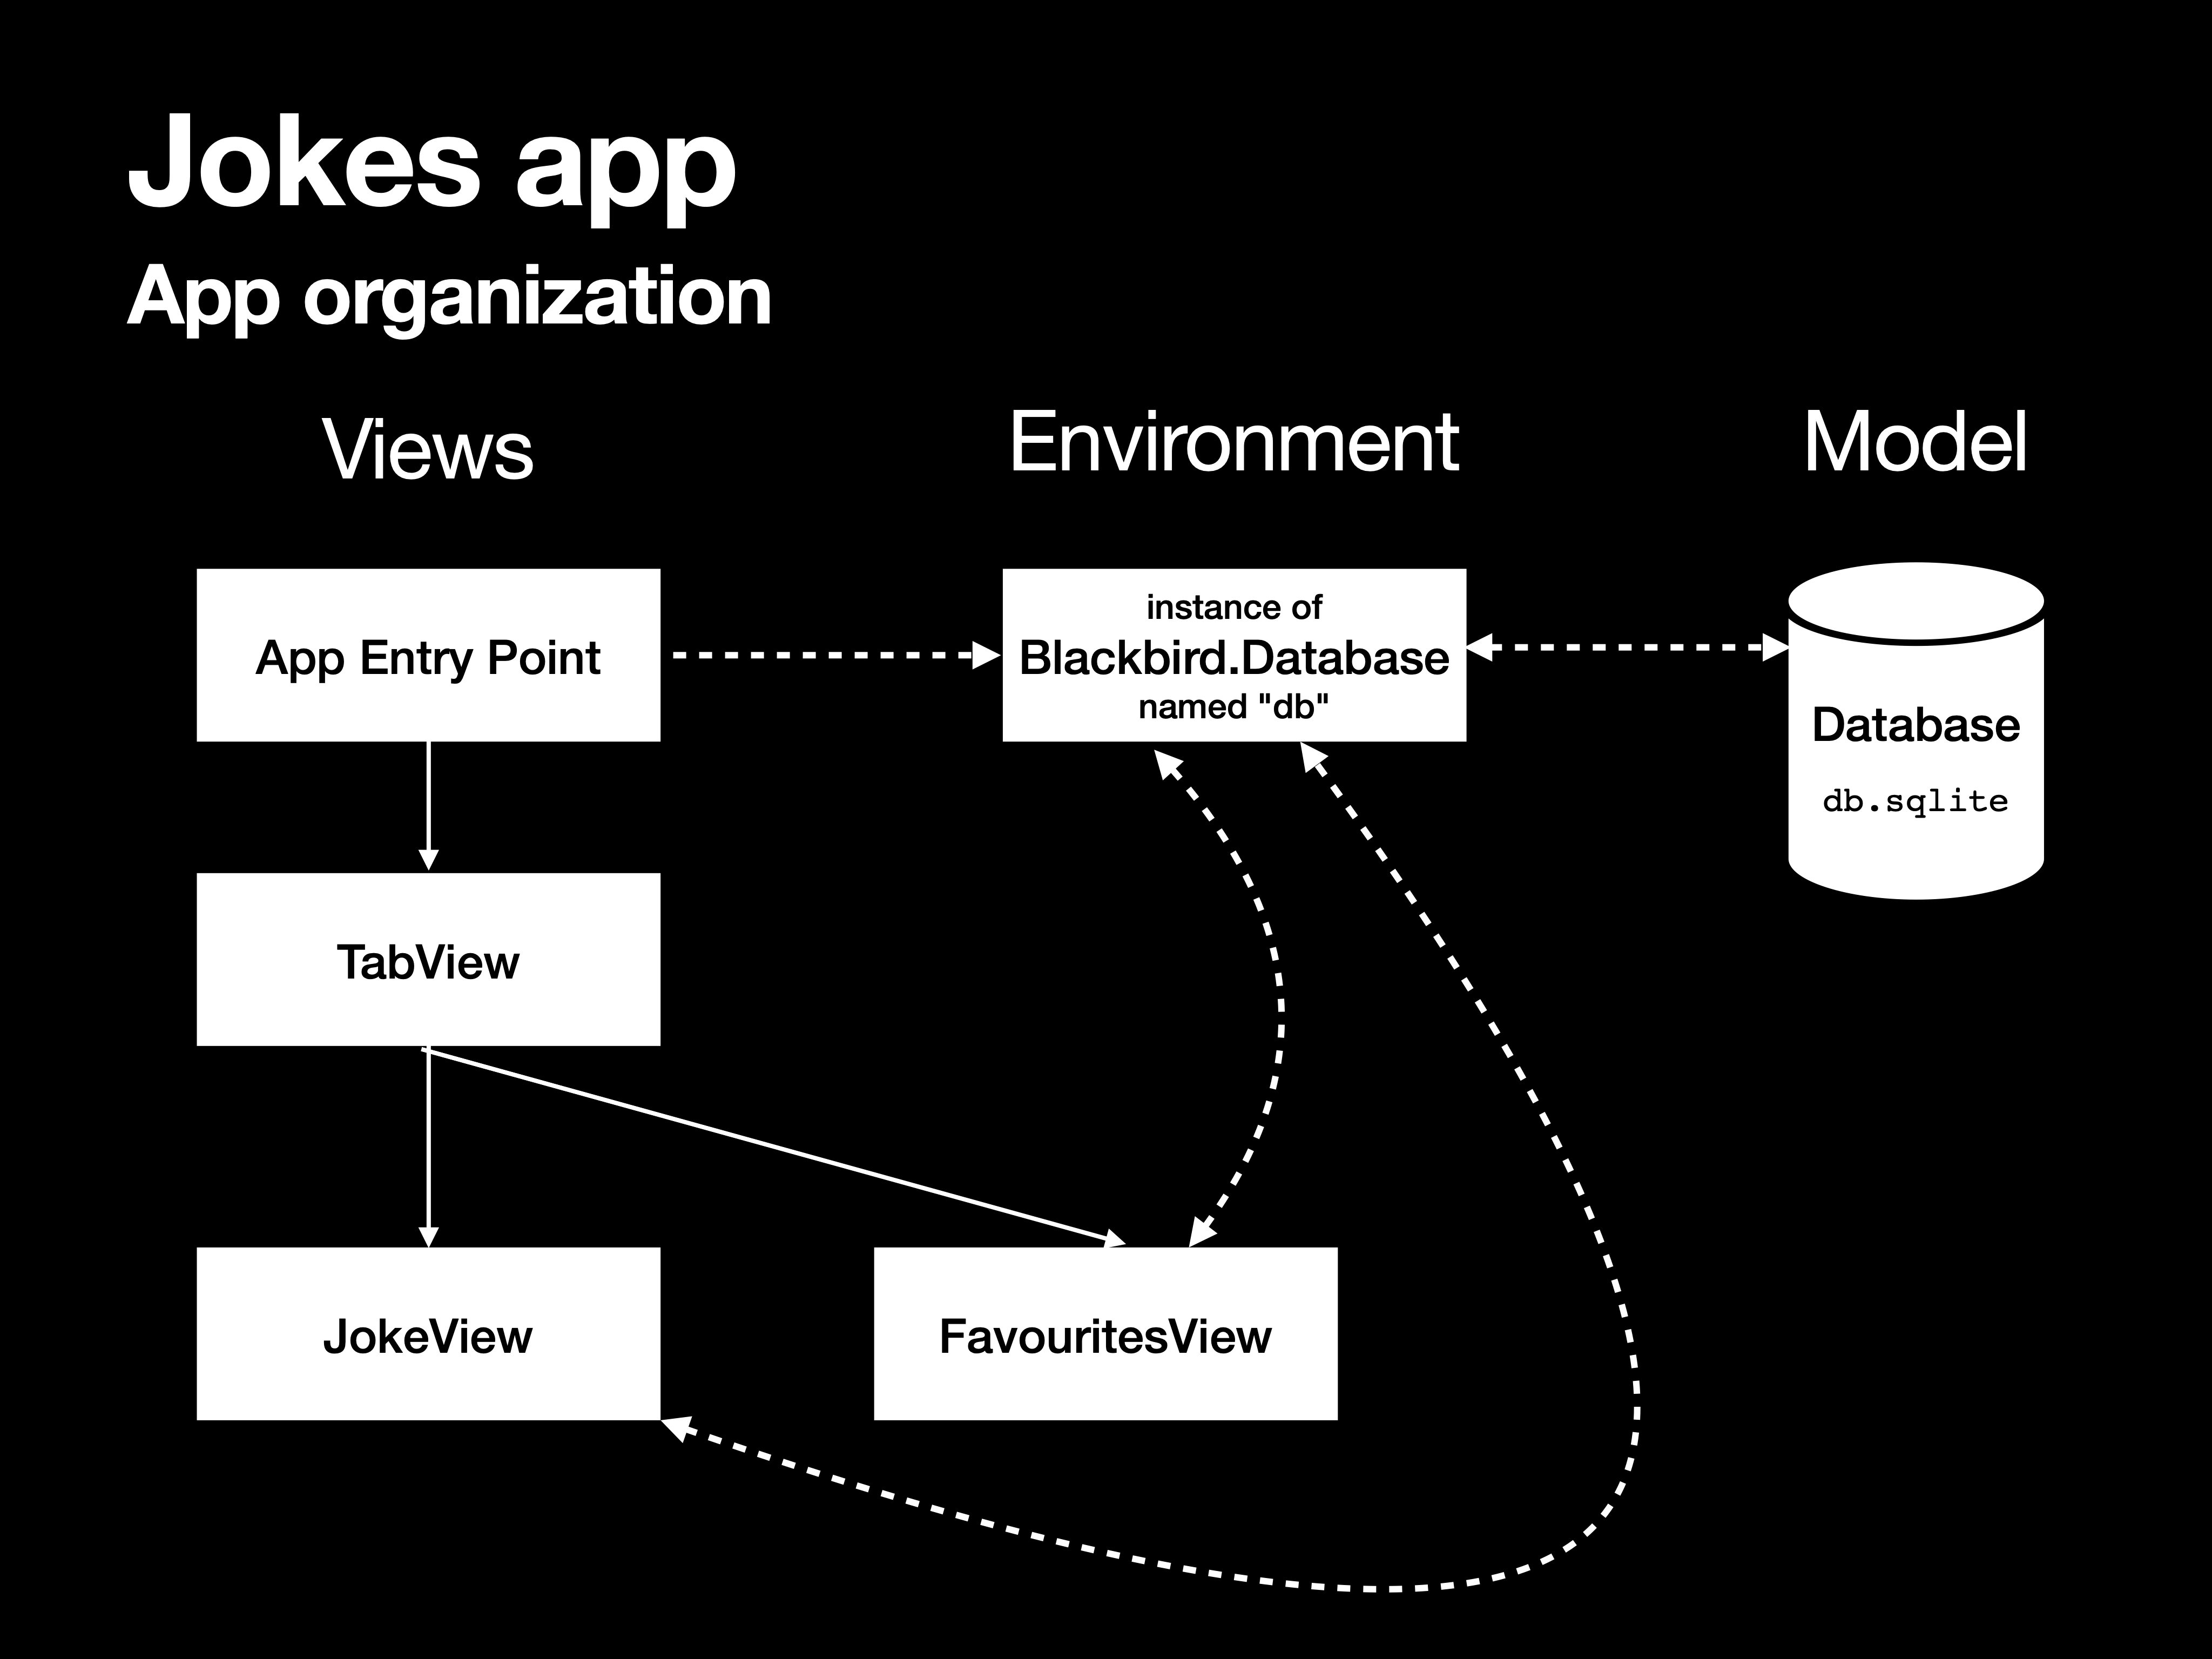 Jokes app
App organization
Views
Environment
Model
App Entry Point
instance of
Blackbird.Database
named "db"
Database
db.sqlite
TabView
JokeView
FavouritesView